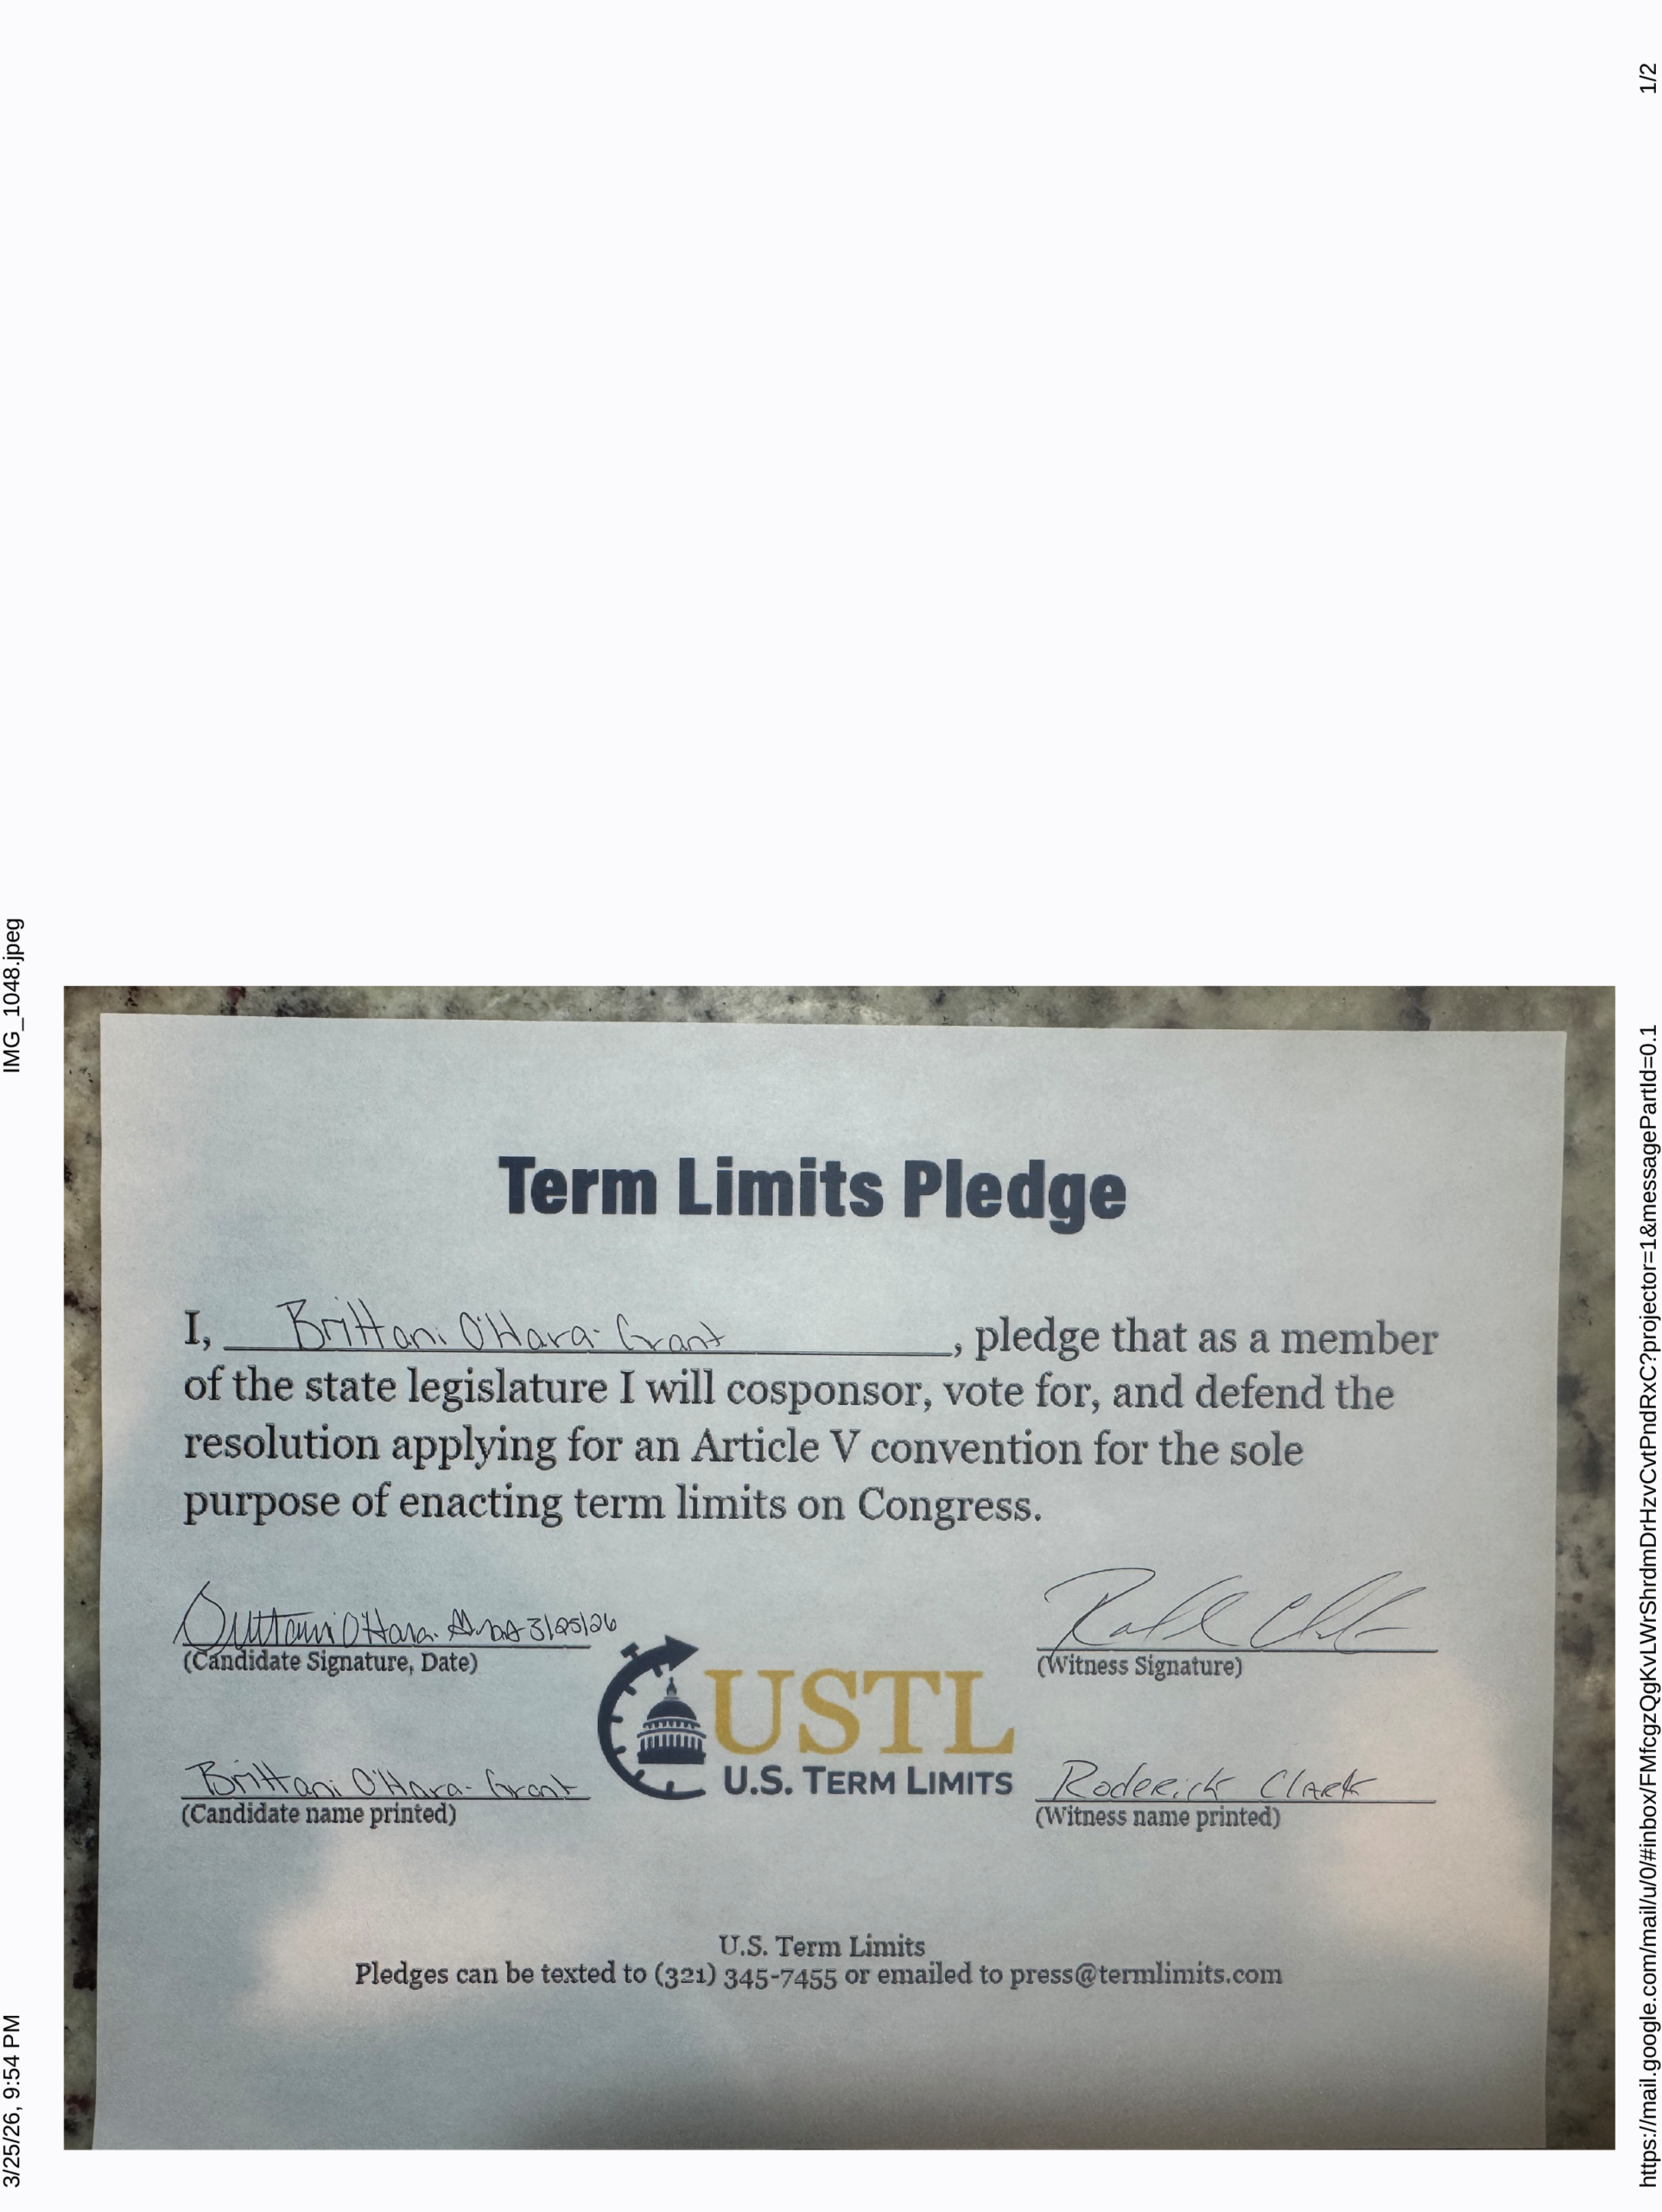 3/25/26, 9:54 PM
IMG_1048.jpeg
Term Limits Pledge
I, Brittani O'Hara-Grant, pledge that as a member
of the state legislature I will cosponsor, vote for, and defend the
resolution applying for an Article V convention for the sole
purpose of enacting term limits on Congress.
Brittani O'Hara-Grant 3/25/26
(Candidate Signature, Date)
(Witness Signature)
USTL
U.S. TERM LIMITS
Brittani O'Hara-Grant
(Candidate name printed)
Roderick Clark
(Witness name printed)
U.S. Term Limits
Pledges can be texted to (321) 345-7455 or emailed to press@termlimits.com
https://mail.google.com/mail/u/0/#inbox/FMfcgzQgKvLWrShrdmDrHzvCvtPndRxC?projector=1&messagePartId=0.1
1/2